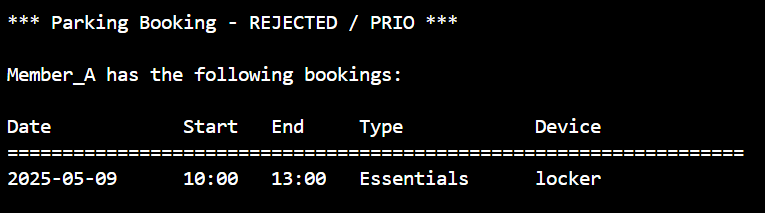 *** Parking Booking - REJECTED / PRIO ***
Member_A has the following bookings:
Date Start End Type Device
===================================================================
2025-05-09 10:00 13:00 Essentials locker